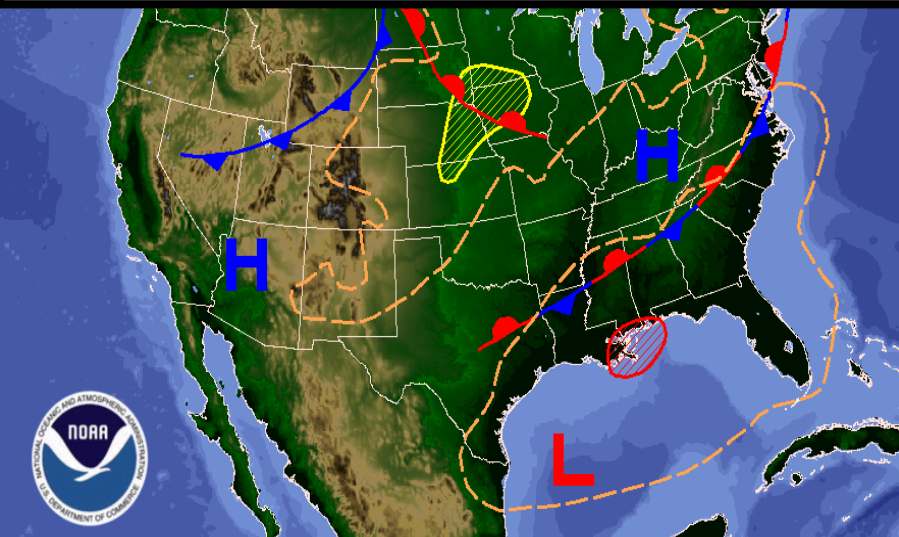 H
H
L
NOAA
NATIONAL OCEANIC AND ATMOSPHERIC ADMINISTRATION
U.S. DEPARTMENT OF COMMERCE